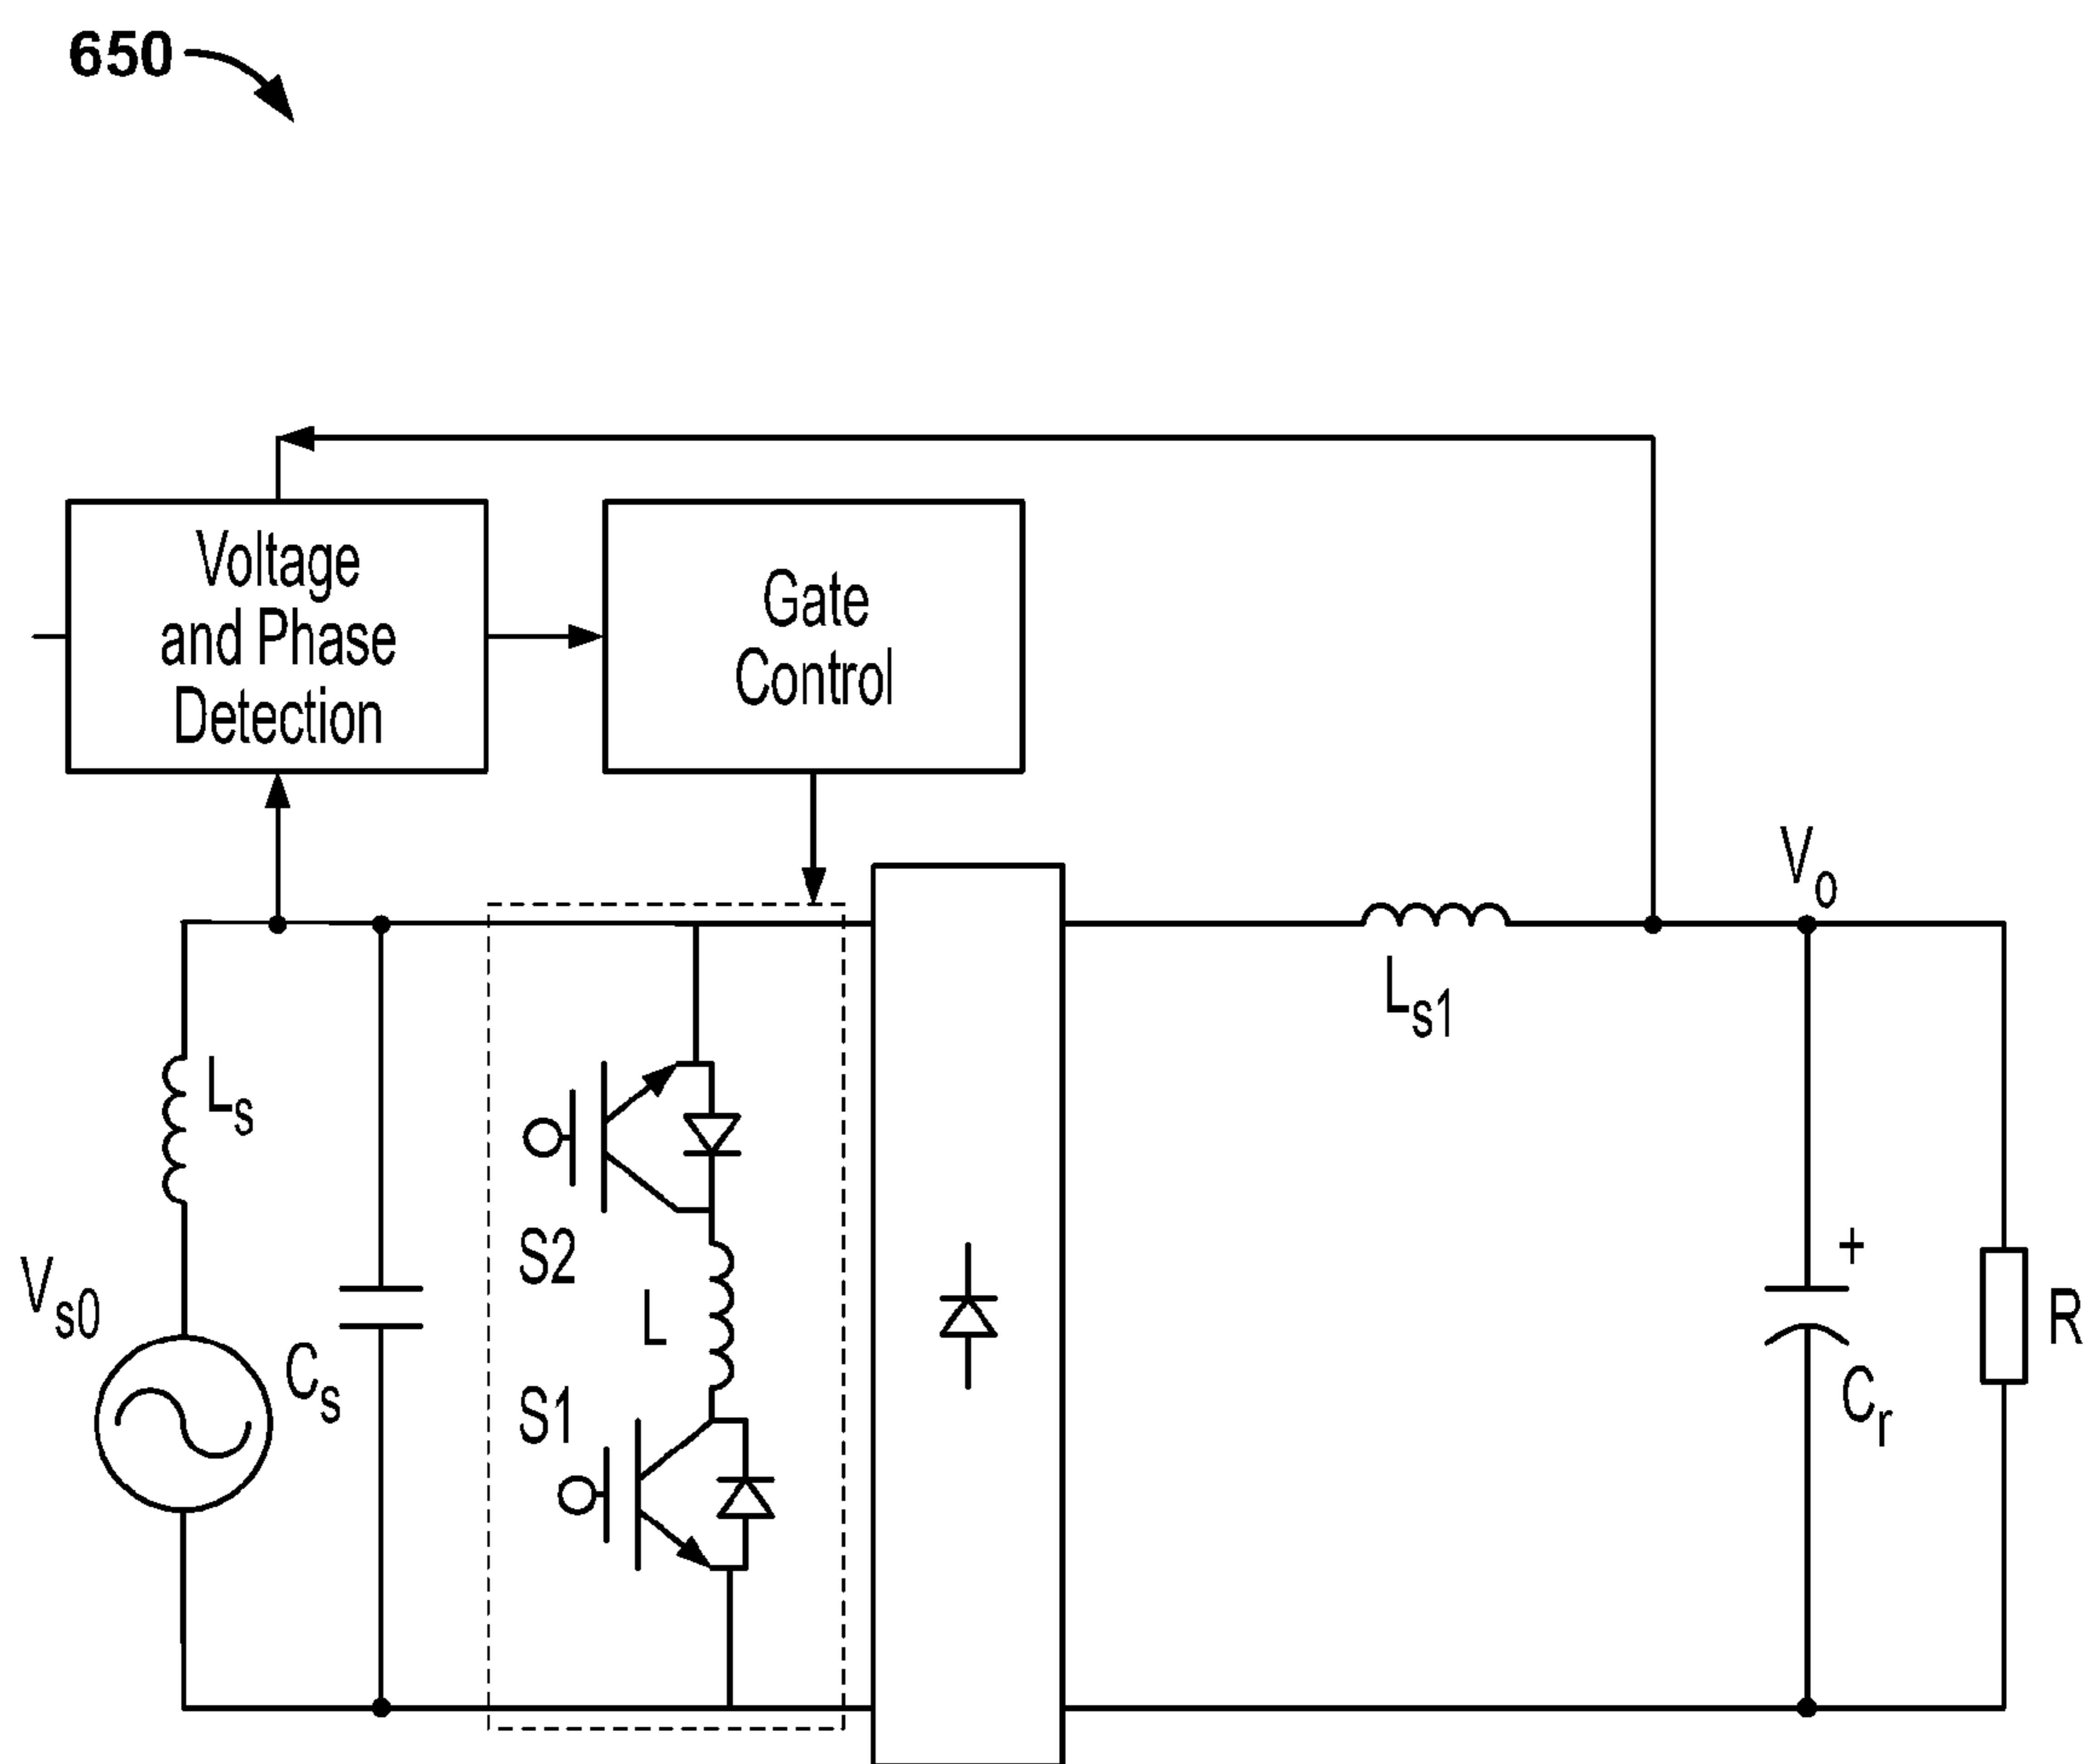 650
Voltage
and Phase
Detection
Gate
Control
Vo
Ls1
Ls
S2
Vs0
L
R
Cs
S1
+
Cr